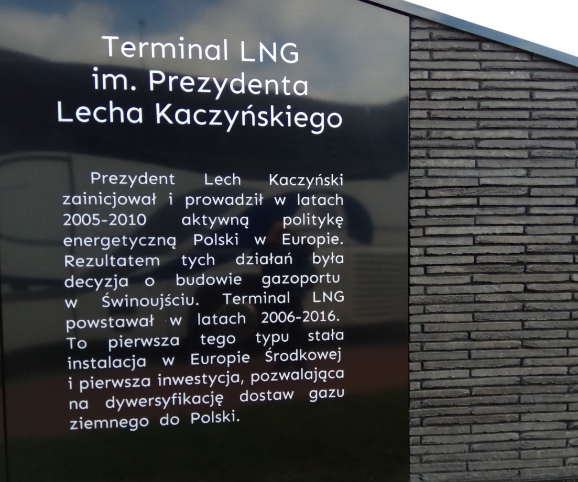 Terminal LNG
im. Prezydenta
Lecha Kaczyńskiego
Prezydent Lech Kaczyński
zainicjował i prowadził w latach
2005-2010 aktywną politykę
energetyczną Polski w Europie.
Rezultatem tych działań była
decyzja o budowie gazoportu
w Świnoujściu. Terminal LNG
powstawał w latach 2006-2016.
To pierwsza tego typu stała
instalacja w Europie Środkowej
i pierwsza inwestycja, pozwalająca
na dywersyfikację dostaw gazu
ziemnego do Polski.